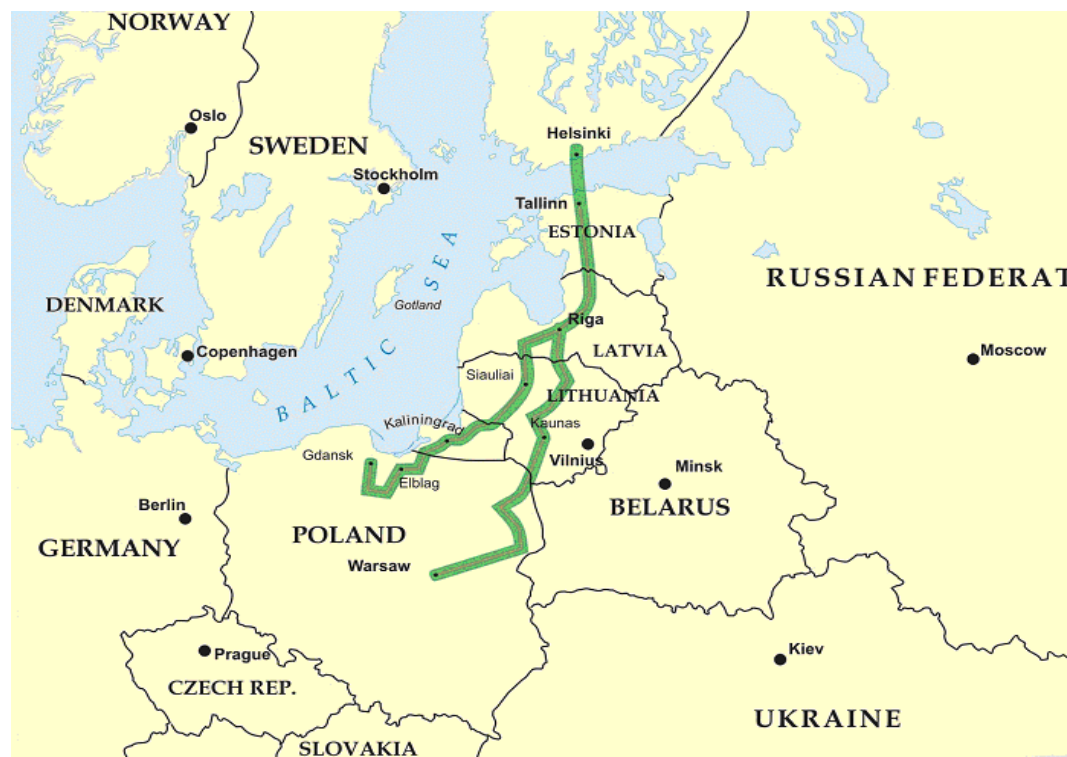 NORWAY
Oslo
Helsinki
SWEDEN
Stockholm
Tallinn
ESTONIA
BALTIC SEA
RUSSIAN FEDERAT
DENMARK
Gotland
Riga
Copenhagen
LATVIA
Moscow
Siauliai
LITHUANIA
Kaliningrad
Kaunas
Gdansk
Vilnius
Minsk
Elblag
Berlin
BELARUS
POLAND
GERMANY
Warsaw
Kiev
Prague
CZECH REP.
UKRAINE
SLOVAKIA